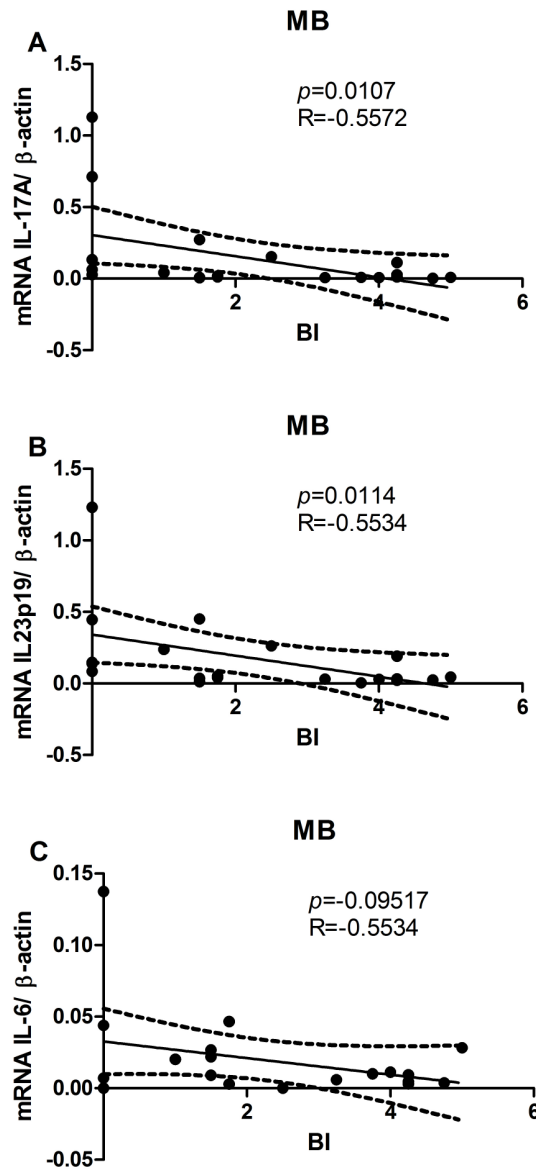 MB
A
p=0.0107
R=-0.5572
mRNA IL-17A/ β-actin
1.5
1.0
0.5
0.0
-0.5
2
4
6
BI
MB
B
p=0.0114
R=-0.5534
mRNA IL23p19/ β-actin
1.5
1.0
0.5
0.0
-0.5
2
4
6
BI
MB
C
p=-0.09517
R=-0.5534
mRNA IL-6/ β-actin
0.15
0.10
0.05
0.00
0.05
2
4
6
BI